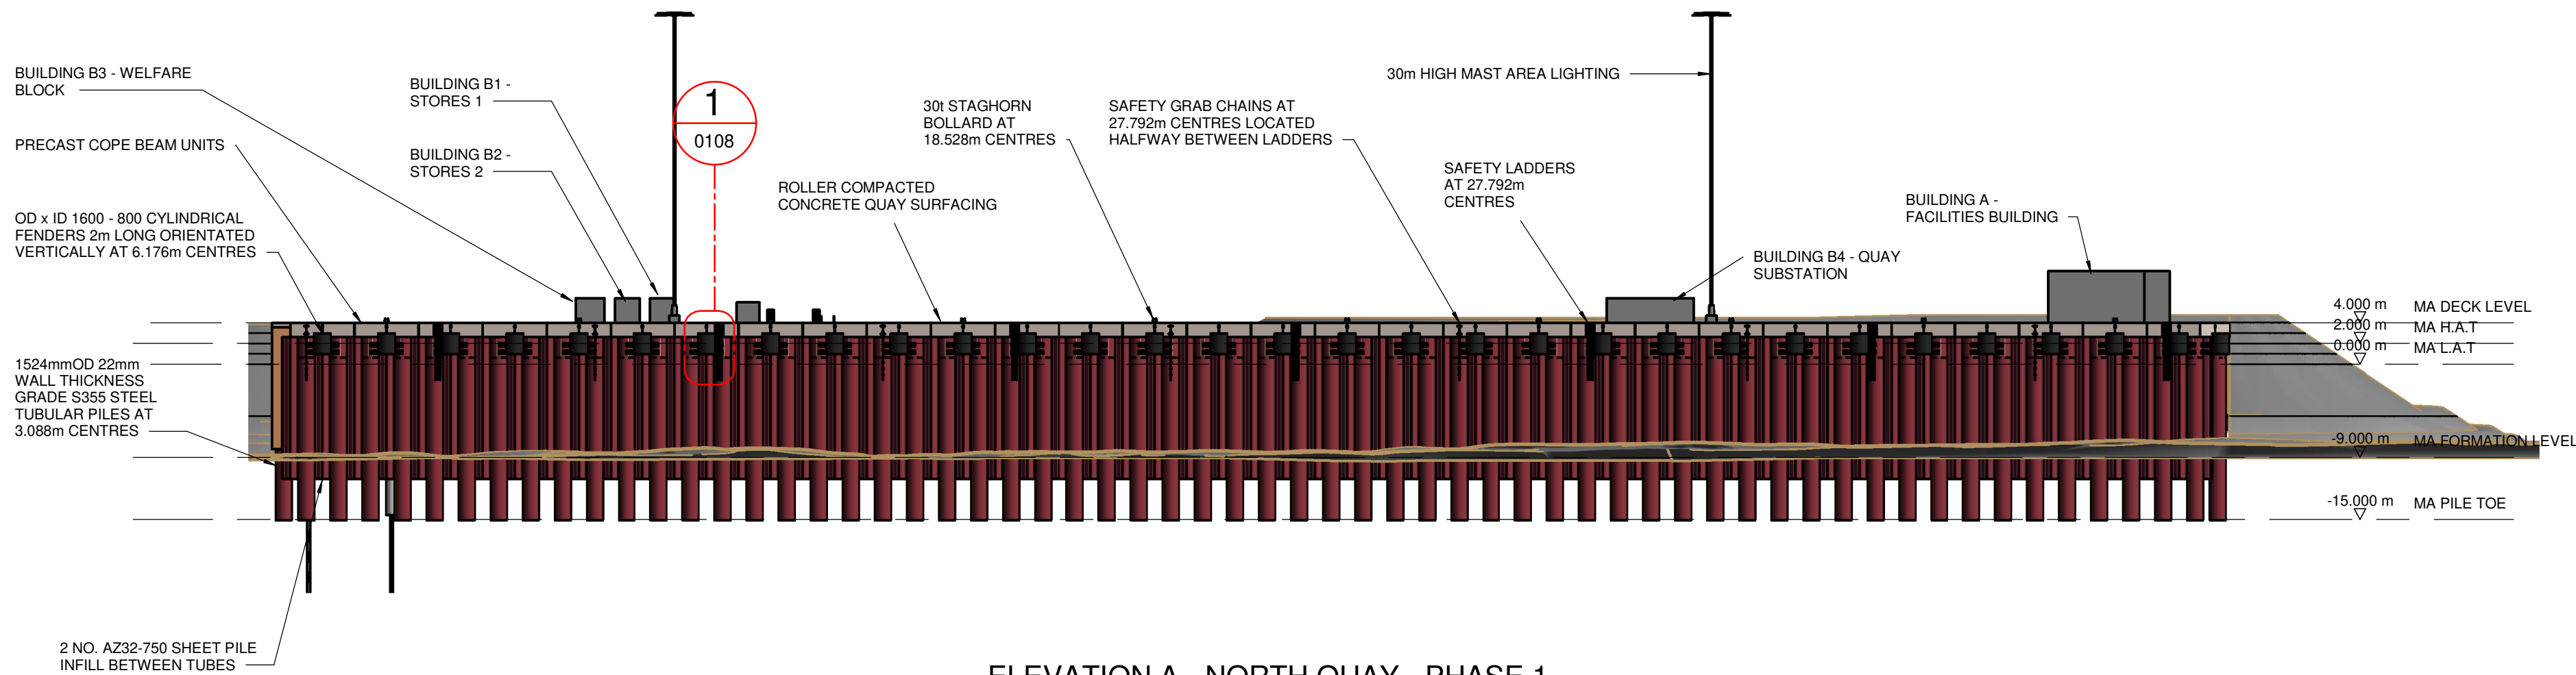 BUILDING B3 - WELFARE
BLOCK
PRECAST COPE BEAM UNITS
OD x ID 1600 - 800 CYLINDRICAL
FENDERS 2m LONG ORIENTATED
VERTICALLY AT 6.176m CENTRES
1524mmOD 22mm
WALL THICKNESS
GRADE S355 STEEL
TUBULAR PILES AT
3.088m CENTRES
2 NO. AZ32-750 SHEET PILE
INFILL BETWEEN TUBES
BUILDING B1 -
STORES 1
BUILDING B2 -
STORES 2
1
0108
ROLLER COMPACTED
CONCRETE QUAY SURFACING
30t STAGHORN
BOLLARD AT
18.528m CENTRES
SAFETY GRAB CHAINS AT
27.792m CENTRES LOCATED
HALFWAY BETWEEN LADDERS
30m HIGH MAST AREA LIGHTING
SAFETY LADDERS
AT 27.792m
CENTRES
BUILDING B4 - QUAY
SUBSTATION
BUILDING A -
FACILITIES BUILDING
4.000 m MA DECK LEVEL
2.000 m MA H.A.T
0.000 m MA L.A.T
-9.000 m MA FORMATION LEVEL
-15.000 m MA PILE TOE
ELEVATION A - NORTH QUAY - PHASE 1